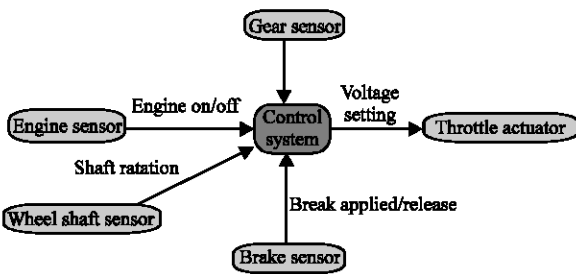 Gear sensor
Engine on/off
Voltage
setting
Engine sensor
Control
system
Throttle actuator
Shaft ratation
Wheel shaft sensor
Break applied/release
Brake sensor